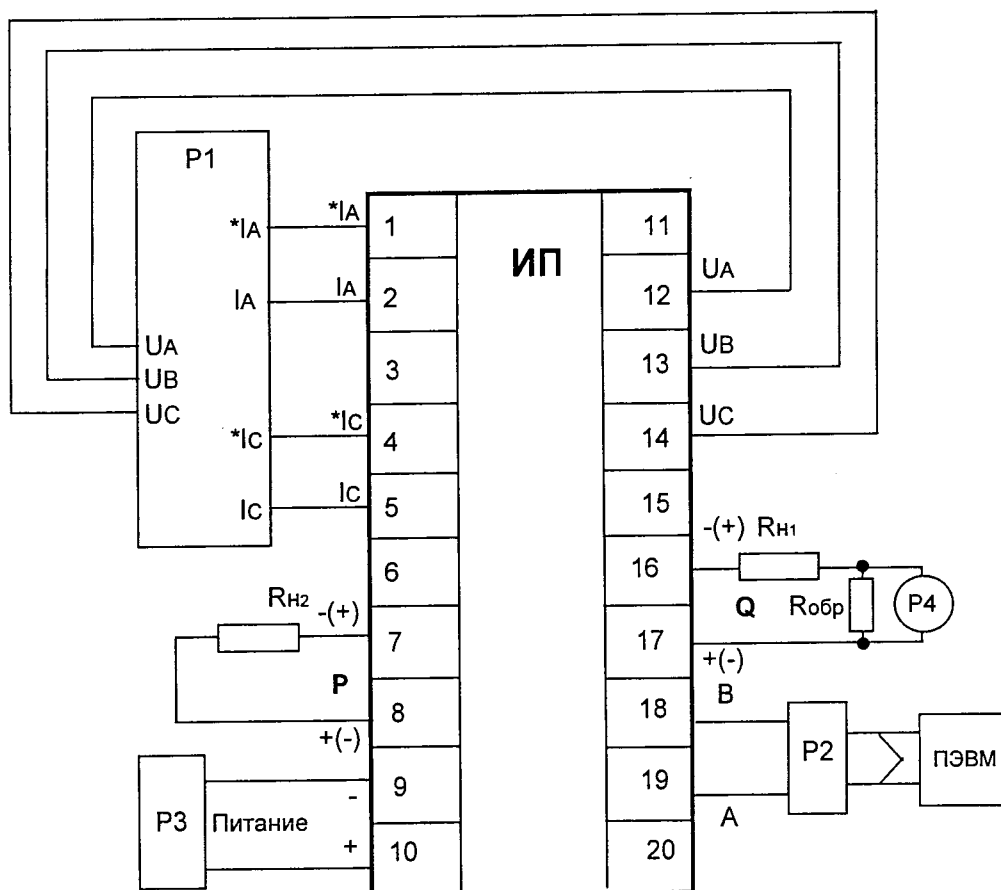 P1
*IA
IA
UA
UB
UC
*IC
IC
*IA
IA
*IC
IC
ИП
1
2
3
4
5
6
7
8
9
10
11
12
13
14
15
16
17
18
19
20
UA
UB
UC
-(+) Rн1
Q Rобр P4
+(-)
B
A
P2
ПЭВМ
Rн2
-(+)
P
+(-)
P3 Питание
-
+